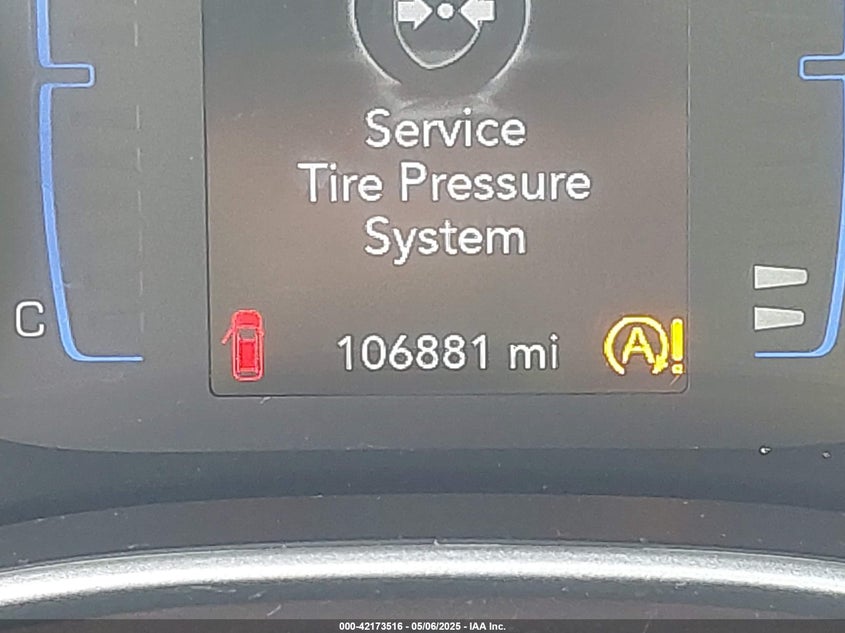 Service
Tire Pressure
System
C
106881 mi
A!
000-42173516 - 05/06/2025 - IAA Inc.